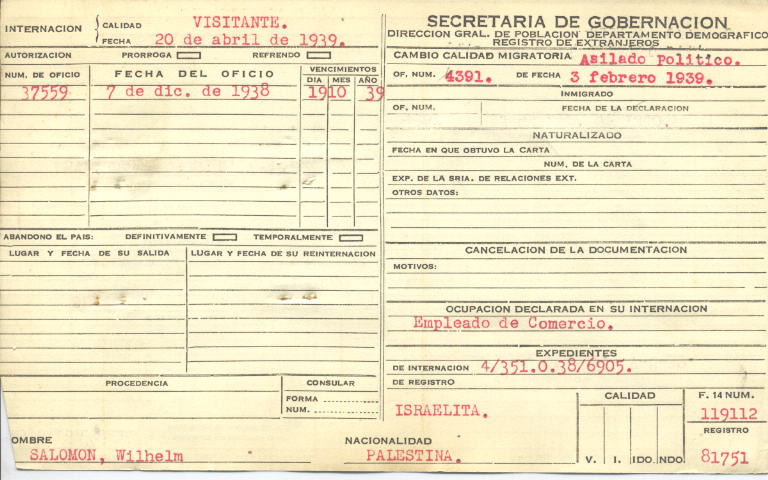 INTERNACION CALIDAD VISITANTE.
FECHA 20 de abril de 1939.
AUTORIZACION PRORROGA REFRENDO
NUM. DE OFICIO FECHA DEL OFICIO VENCIMIENTOS
DIA MES AÑO
37559 7 de dic. de 1938 19 10 39
ABANDONO EL PAIS: DEFINITIVAMENTE TEMPORALMENTE
LUGAR Y FECHA DE SU SALIDA LUGAR Y FECHA DE SU REINTERNACION
PROCEDENCIA CONSULAR
FORMA
NUM.
OMBRE NACIONALIDAD
SALOMON, Wilhelm PALESTINA.
SECRETARIA DE GOBERNACION
DIRECCION GRAL. DE POBLACION DEPARTAMENTO DEMOGRAFICO
REGISTRO DE EXTRANJEROS
CAMBIO CALIDAD MIGRATORIA Asilado politico.
OF. NUM. 4391. DE FECHA 3 febrero 1939.
INMIGRADO
OF. NUM. FECHA DE LA DECLARACION
NATURALIZADO
FECHA EN QUE OBTUVO LA CARTA
NUM. DE LA CARTA
EXP. DE LA SRIA. DE RELACIONES EXT.
OTROS DATOS:
CANCELACION DE LA DOCUMENTACION
MOTIVOS:
OCUPACION DECLARADA EN SU INTERNACION
Empleado de Comercio.
EXPEDIENTES
DE INTERNACION 4/351.0.38/6905.
DE REGISTRO
ISRAELITA.
CALIDAD
V. I. IDO. NDO.
F. 14 NUM.
119112
REGISTRO
81751